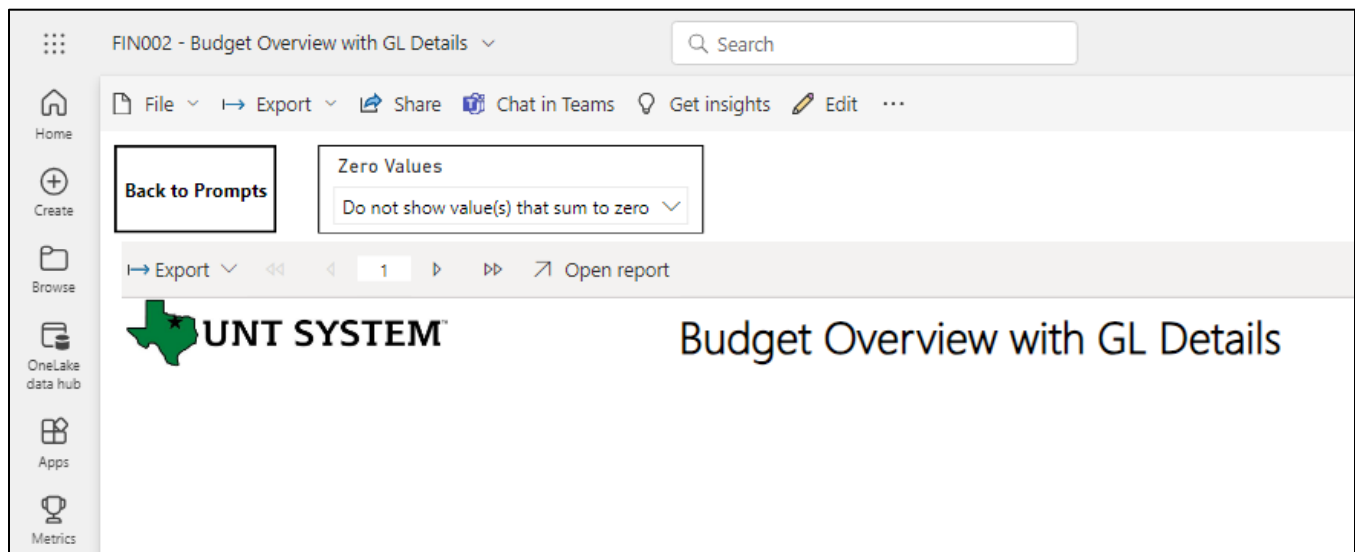 FIN002 - Budget Overview with GL Details
Search
File
Export
Share
Chat in Teams
Get insights
Edit
Home
Create
Browse
OneLake
data hub
Apps
Metrics
Back to Prompts
Zero Values
Do not show value(s) that sum to zero
Export
1
Open report
UNT SYSTEM™
Budget Overview with GL Details